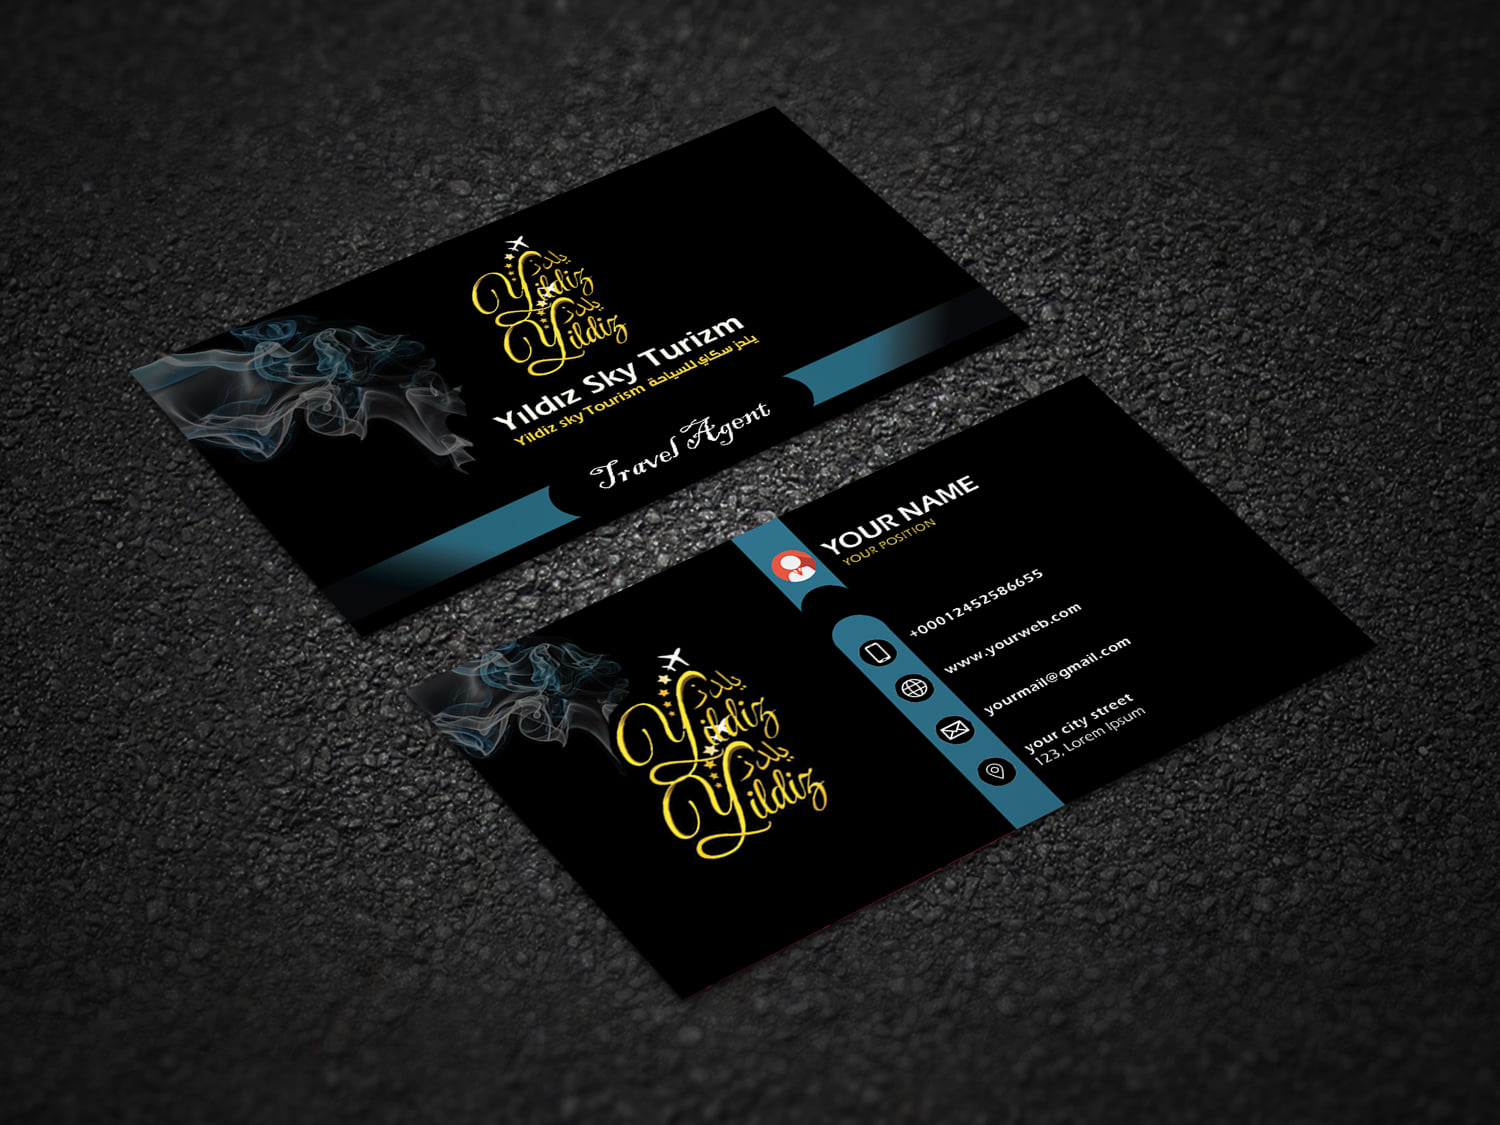 يلدز
Yildiz
يلدز
Yildiz
Yıldız Sky Turizm
Yildiz sky Tourism يلدز سكاي للسياحة
Travel Agent
يلدز
Yildiz
يلدز
Yildiz
YOUR NAME
YOUR POSITION
+00012452586655
www.yourweb.com
yourmail@gmail.com
your city street
123, Lorem Ipsum